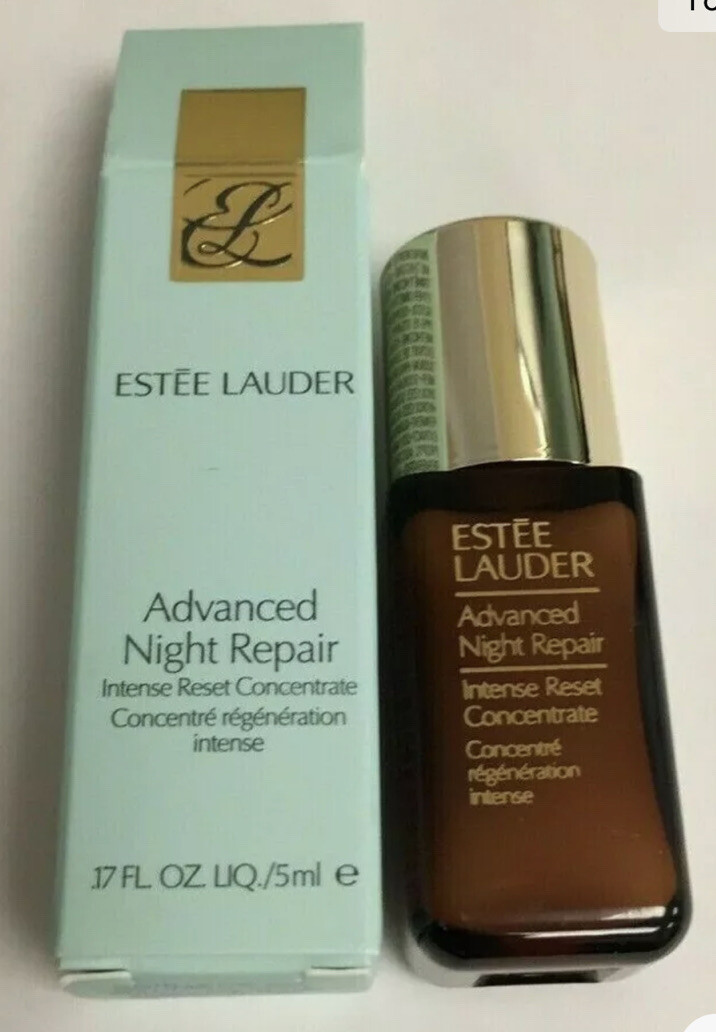 EL
ESTĒE LAUDER
Advanced
Night Repair
Intense Reset Concentrate
Concentré régénération
intense
.17 FL. OZ. LIQ./5ml e
ESTĒE
LAUDER
Advanced
Night Repair
Intense Reset
Concentrate
Concentré
régénération
intense